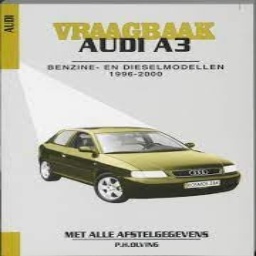 AUDI
VRAAGBAAK
AUDI A3
BENZINE- EN DIESELMODELLEN
1996-2000
MET ALLE AFSTELGEGEVENS
P.H.OLVING